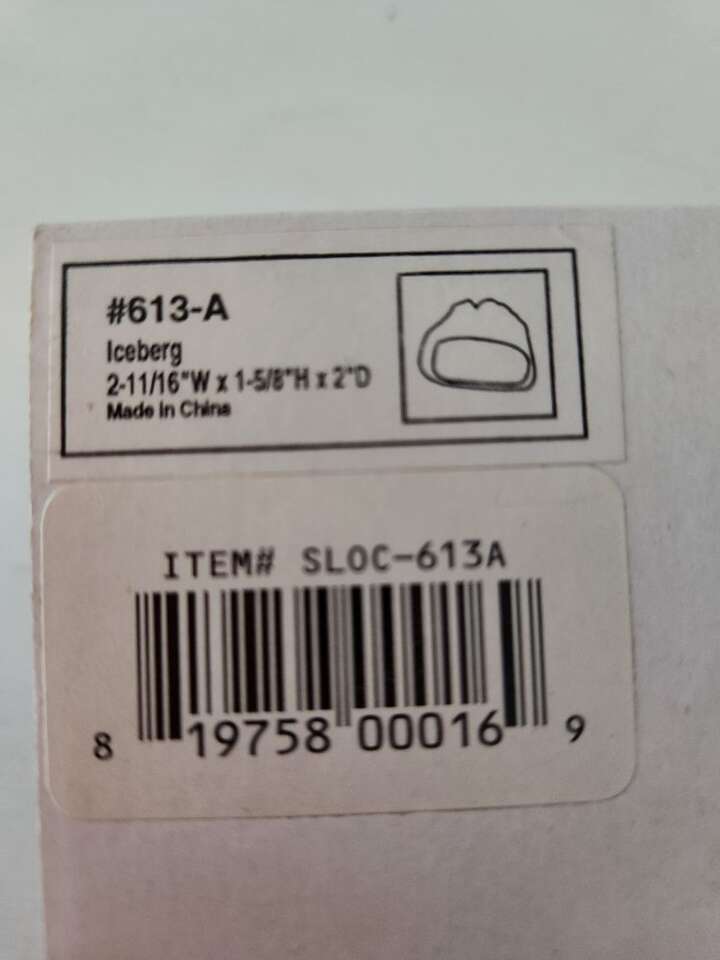 #613-A
Iceberg
2-11/16"W x 1-5/8"H x 2"D
Made in China
ITEM# SLOC-613A
8 19758 00016 9